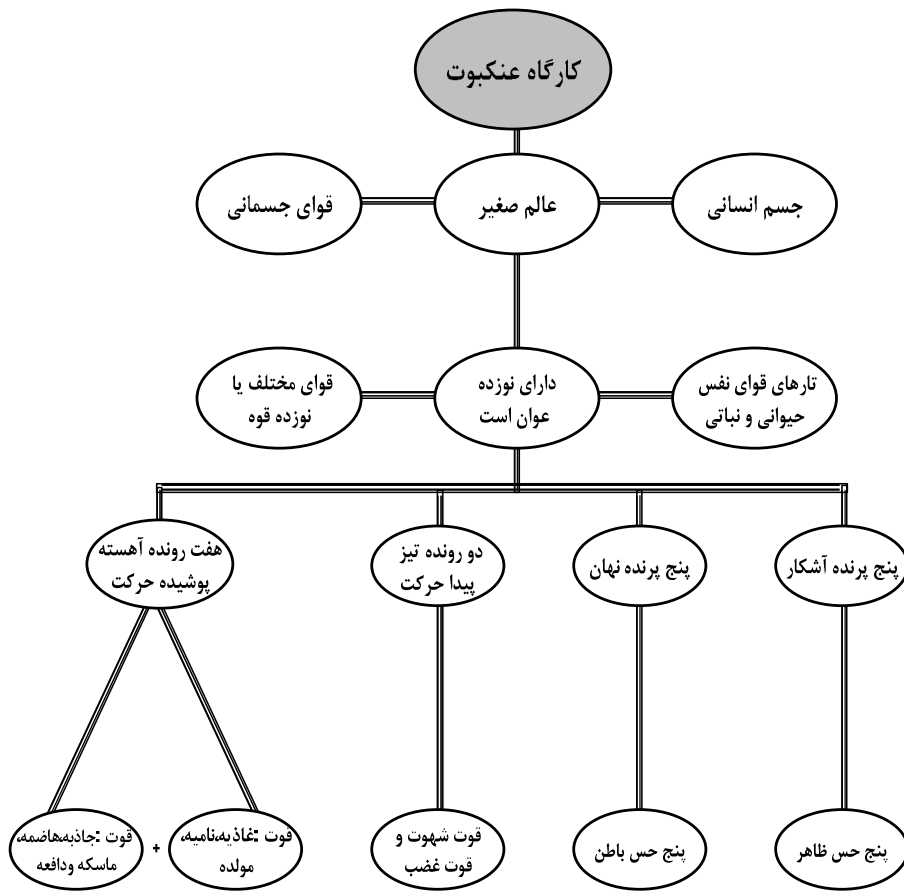 کارگاه عنکبوت
جسم انسانی
عالم صغیر
قوای جسمانی
تارهای قوای نفس
حیوانی و نباتی
دارای نوزده
عوان است
قوای مختلف یا
نوزده قوه
پنج پرنده آشکار
پنج پرنده نهان
دو رونده تیز
پیدا حرکت
هفت رونده آهسته
پوشیده حرکت
پنج حس ظاهر
پنج حس باطن
قوت شهوت و
قوت غضب
قوت :غاذیه،نامیه،
مولده
+
قوت :جاذبه،هاضمه،
ماسکه ودافعه